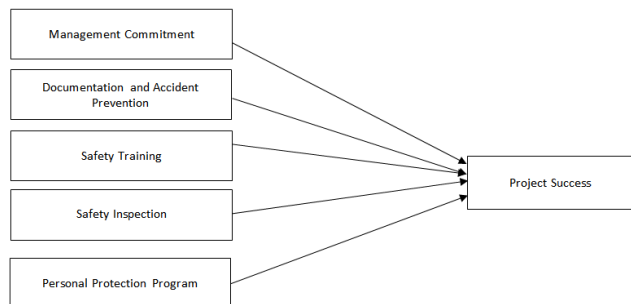 Management Commitment
Documentation and Accident
Prevention
Safety Training
Project Success
Safety Inspection
Personal Protection Program